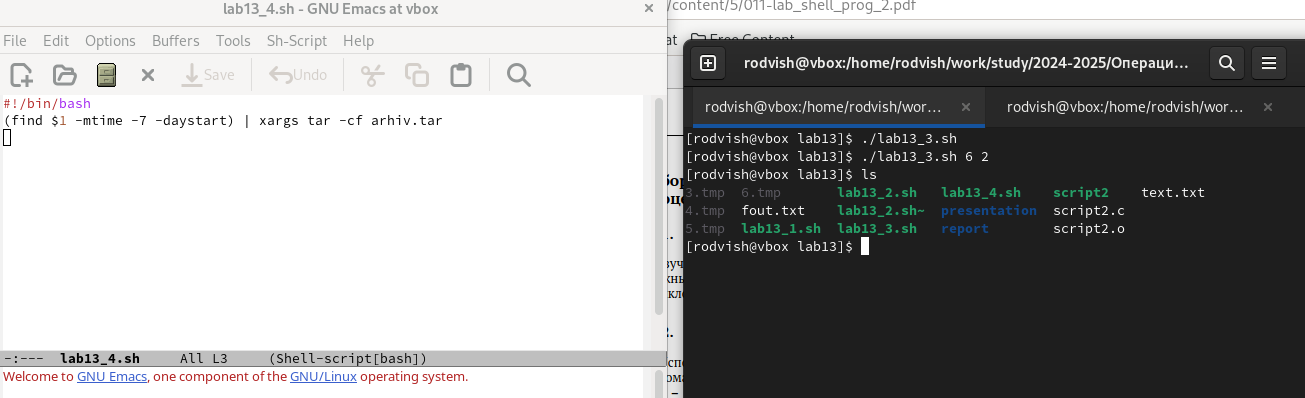 lab13_4.sh - GNU Emacs at vbox ×
File Edit Options Buffers Tools Sh-Script Help
Save Undo
#!/bin/bash
(find $1 -mtime -7 -daystart) | xargs tar -cf arhiv.tar
-:--- lab13_4.sh All L3 (Shell-script[bash])
Welcome to GNU Emacs, one component of the GNU/Linux operating system.
/content/5/011-lab_shell_prog_2.pdf
Free Content
rodvish@vbox:/home/rodvish/work/study/2024-2025/Операци...
rodvish@vbox:/home/rodvish/wor... × rodvish@vbox:/home/rodvish/wor... ×
[rodvish@vbox lab13]$ ./lab13_3.sh
[rodvish@vbox lab13]$ ./lab13_3.sh 6 2
[rodvish@vbox lab13]$ ls
3.tmp 6.tmp lab13_2.sh lab13_4.sh script2 text.txt
4.tmp fout.txt lab13_2.sh~ presentation script2.c
5.tmp lab13_1.sh lab13_3.sh report script2.o
[rodvish@vbox lab13]$